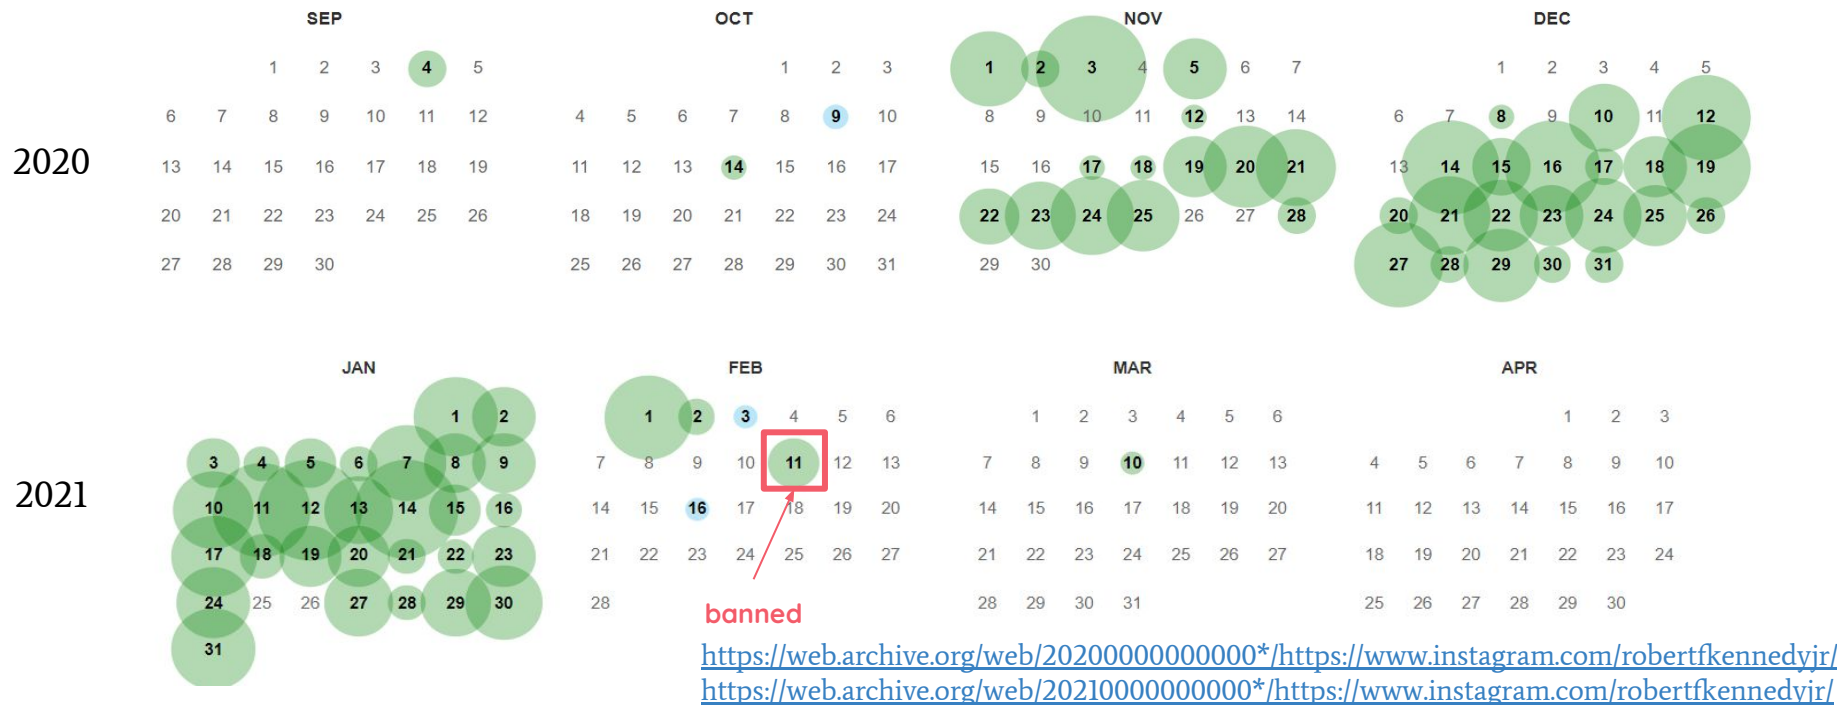 SEP OCT NOV DEC
1 2 3 4 5 1 2 3 1 2 3 4 5 6 7 1 2 3 4 5
6 7 8 9 10 11 12 4 5 6 7 8 9 10 8 9 10 11 12 13 14 6 7 8 9 10 11 12
2020
13 14 15 16 17 18 19 11 12 13 14 15 16 17 15 16 17 18 19 20 21 13 14 15 16 17 18 19
20 21 22 23 24 25 26 18 19 20 21 22 23 24 22 23 24 25 26 27 28 20 21 22 23 24 25 26
27 28 29 30 25 26 27 28 29 30 31 29 30 27 28 29 30 31
JAN FEB MAR APR
1 2 1 2 3 4 5 6 1 2 3 4 5 6 1 2 3
3 4 5 6 7 8 9 7 8 9 10 11 12 13 7 8 9 10 11 12 13 4 5 6 7 8 9 10
2021
10 11 12 13 14 15 16 14 15 16 17 18 19 20 14 15 16 17 18 19 20 11 12 13 14 15 16 17
17 18 19 20 21 22 23 21 22 23 24 25 26 27 21 22 23 24 25 26 27 18 19 20 21 22 23 24
24 25 26 27 28 29 30 28 28 29 30 31 25 26 27 28 29 30
banned
31
https://web.archive.org/web/20200000000000*/https://www.instagram.com/robertfkennedyjr/
https://web.archive.org/web/20210000000000*/https://www.instagram.com/robertfkennedyjr/